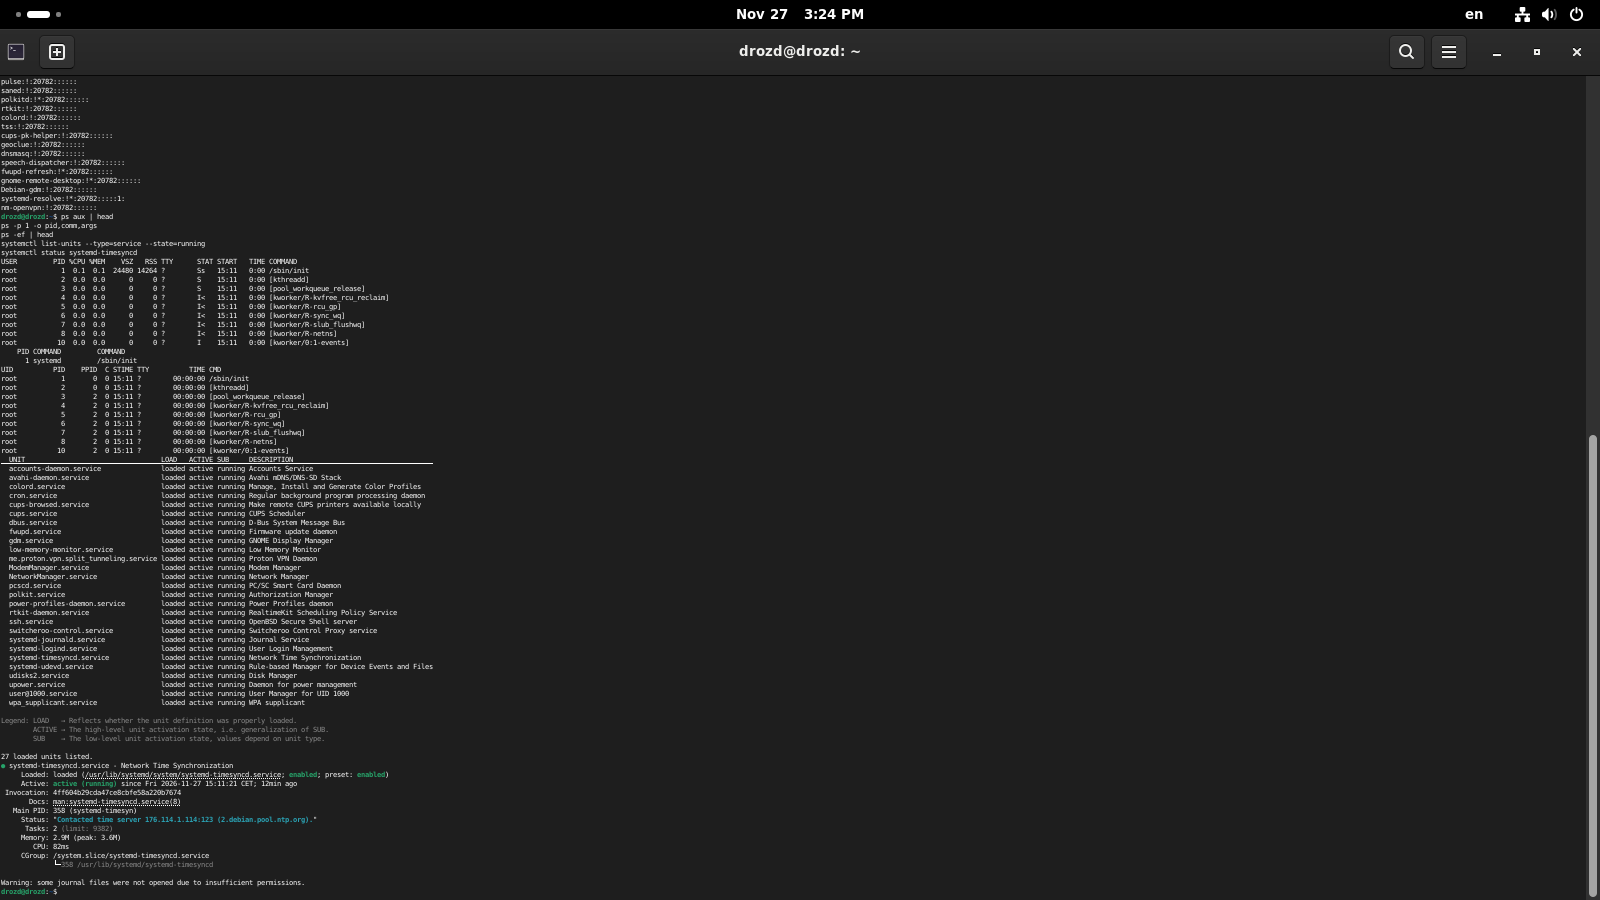 Nov 27 3:24 PM
en
drozd@drozd: ~
pulse:!:20782::::::
saned:!:20782::::::
polkitd:!*:20782::::::
rtkit:!:20782::::::
colord:!:20782::::::
tss:!:20782::::::
cups-pk-helper:!:20782::::::
geoclue:!:20782::::::
dnsmasq:!:20782::::::
speech-dispatcher:!:20782::::::
fwupd-refresh:!*:20782::::::
gnome-remote-desktop:!*:20782::::::
Debian-gdm:!:20782::::::
systemd-resolve:!*:20782:::::1:
nm-openvpn:!:20782::::::
drozd@drozd:~$ ps aux | head
ps -p 1 -o pid,comm,args
ps -ef | head
systemctl list-units --type=service --state=running
systemctl status systemd-timesyncd
USER         PID %CPU %MEM    VSZ   RSS TTY      STAT START   TIME COMMAND
root           1  0.1  0.1  24480 14264 ?        Ss   15:11   0:00 /sbin/init
root           2  0.0  0.0      0     0 ?        S    15:11   0:00 [kthreadd]
root           3  0.0  0.0      0     0 ?        S    15:11   0:00 [pool_workqueue_release]
root           4  0.0  0.0      0     0 ?        I<   15:11   0:00 [kworker/R-kvfree_rcu_reclaim]
root           5  0.0  0.0      0     0 ?        I<   15:11   0:00 [kworker/R-rcu_gp]
root           6  0.0  0.0      0     0 ?        I<   15:11   0:00 [kworker/R-sync_wq]
root           7  0.0  0.0      0     0 ?        I<   15:11   0:00 [kworker/R-slub_flushwq]
root           8  0.0  0.0      0     0 ?        I<   15:11   0:00 [kworker/R-netns]
root          10  0.0  0.0      0     0 ?        I    15:11   0:00 [kworker/0:1-events]
    PID COMMAND         COMMAND
      1 systemd         /sbin/init
UID          PID    PPID  C STIME TTY          TIME CMD
root           1       0  0 15:11 ?        00:00:00 /sbin/init
root           2       0  0 15:11 ?        00:00:00 [kthreadd]
root           3       2  0 15:11 ?        00:00:00 [pool_workqueue_release]
root           4       2  0 15:11 ?        00:00:00 [kworker/R-kvfree_rcu_reclaim]
root           5       2  0 15:11 ?        00:00:00 [kworker/R-rcu_gp]
root           6       2  0 15:11 ?        00:00:00 [kworker/R-sync_wq]
root           7       2  0 15:11 ?        00:00:00 [kworker/R-slub_flushwq]
root           8       2  0 15:11 ?        00:00:00 [kworker/R-netns]
root          10       2  0 15:11 ?        00:00:00 [kworker/0:1-events]
  UNIT                                  LOAD   ACTIVE SUB     DESCRIPTION
  accounts-daemon.service               loaded active running Accounts Service
  avahi-daemon.service                  loaded active running Avahi mDNS/DNS-SD Stack
  colord.service                        loaded active running Manage, Install and Generate Color Profiles
  cron.service                          loaded active running Regular background program processing daemon
  cups-browsed.service                  loaded active running Make remote CUPS printers available locally
  cups.service                          loaded active running CUPS Scheduler
  dbus.service                          loaded active running D-Bus System Message Bus
  fwupd.service                         loaded active running Firmware update daemon
  gdm.service                           loaded active running GNOME Display Manager
  low-memory-monitor.service            loaded active running Low Memory Monitor
  me.proton.vpn.split_tunneling.service loaded active running Proton VPN Daemon
  ModemManager.service                  loaded active running Modem Manager
  NetworkManager.service                loaded active running Network Manager
  pcscd.service                         loaded active running PC/SC Smart Card Daemon
  polkit.service                        loaded active running Authorization Manager
  power-profiles-daemon.service         loaded active running Power Profiles daemon
  rtkit-daemon.service                  loaded active running RealtimeKit Scheduling Policy Service
  ssh.service                           loaded active running OpenBSD Secure Shell server
  switcheroo-control.service            loaded active running Switcheroo Control Proxy service
  systemd-journald.service              loaded active running Journal Service
  systemd-logind.service                loaded active running User Login Management
  systemd-timesyncd.service             loaded active running Network Time Synchronization
  systemd-udevd.service                 loaded active running Rule-based Manager for Device Events and Files
  udisks2.service                       loaded active running Disk Manager
  upower.service                        loaded active running Daemon for power management
  user@1000.service                     loaded active running User Manager for UID 1000
  wpa_supplicant.service                loaded active running WPA supplicant
Legend: LOAD   → Reflects whether the unit definition was properly loaded.
        ACTIVE → The high-level unit activation state, i.e. generalization of SUB.
        SUB    → The low-level unit activation state, values depend on unit type.
27 loaded units listed.
● systemd-timesyncd.service - Network Time Synchronization
     Loaded: loaded (/usr/lib/systemd/system/systemd-timesyncd.service; enabled; preset: enabled)
     Active: active (running) since Fri 2026-11-27 15:11:21 CET; 12min ago
 Invocation: 4ff604b29cda47ce8cbfe58a220b7674
       Docs: man:systemd-timesyncd.service(8)
   Main PID: 358 (systemd-timesyn)
     Status: "Contacted time server 176.114.1.114:123 (2.debian.pool.ntp.org)."
      Tasks: 2 (limit: 9382)
     Memory: 2.9M (peak: 3.6M)
        CPU: 82ms
     CGroup: /system.slice/systemd-timesyncd.service
             └─358 /usr/lib/systemd/systemd-timesyncd
Warning: some journal files were not opened due to insufficient permissions.
drozd@drozd:~$